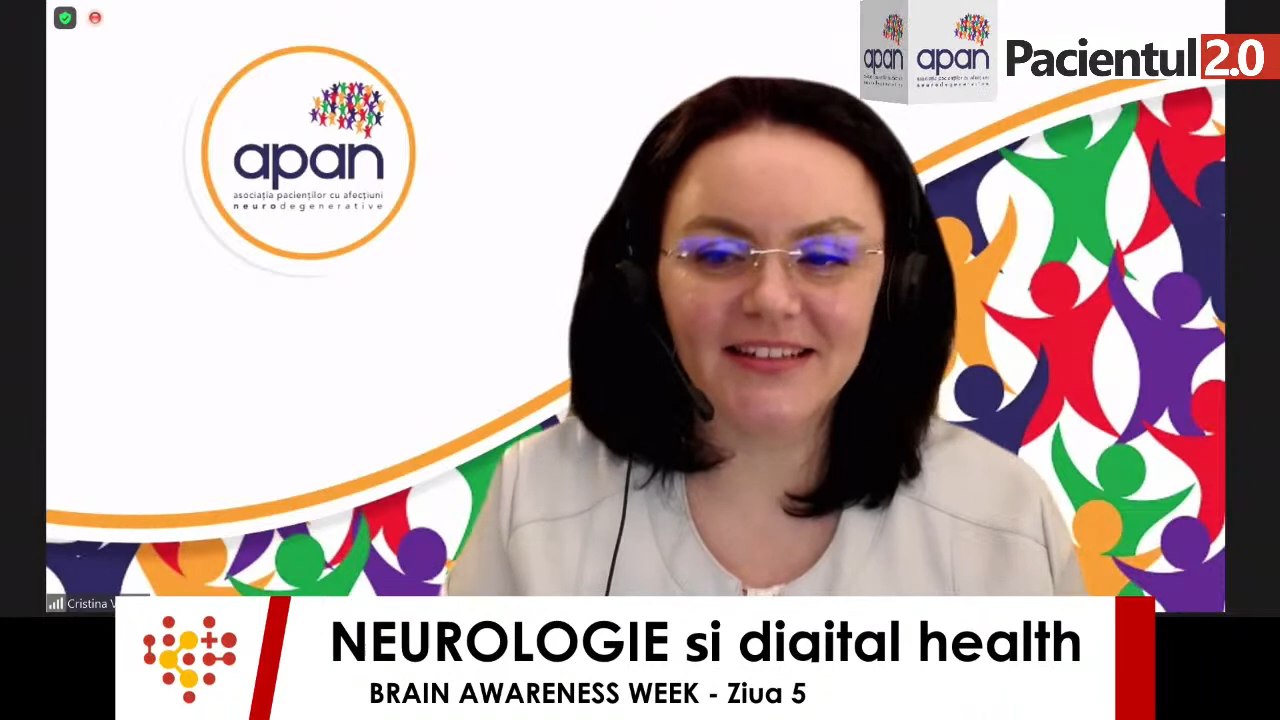 apan
asociația pacienților cu afecțiuni
neurodegenerative
apan
apan
Pacientul 2.0
Cristina V
NEUROLOGIE si digital health
BRAIN AWARENESS WEEK - Ziua 5